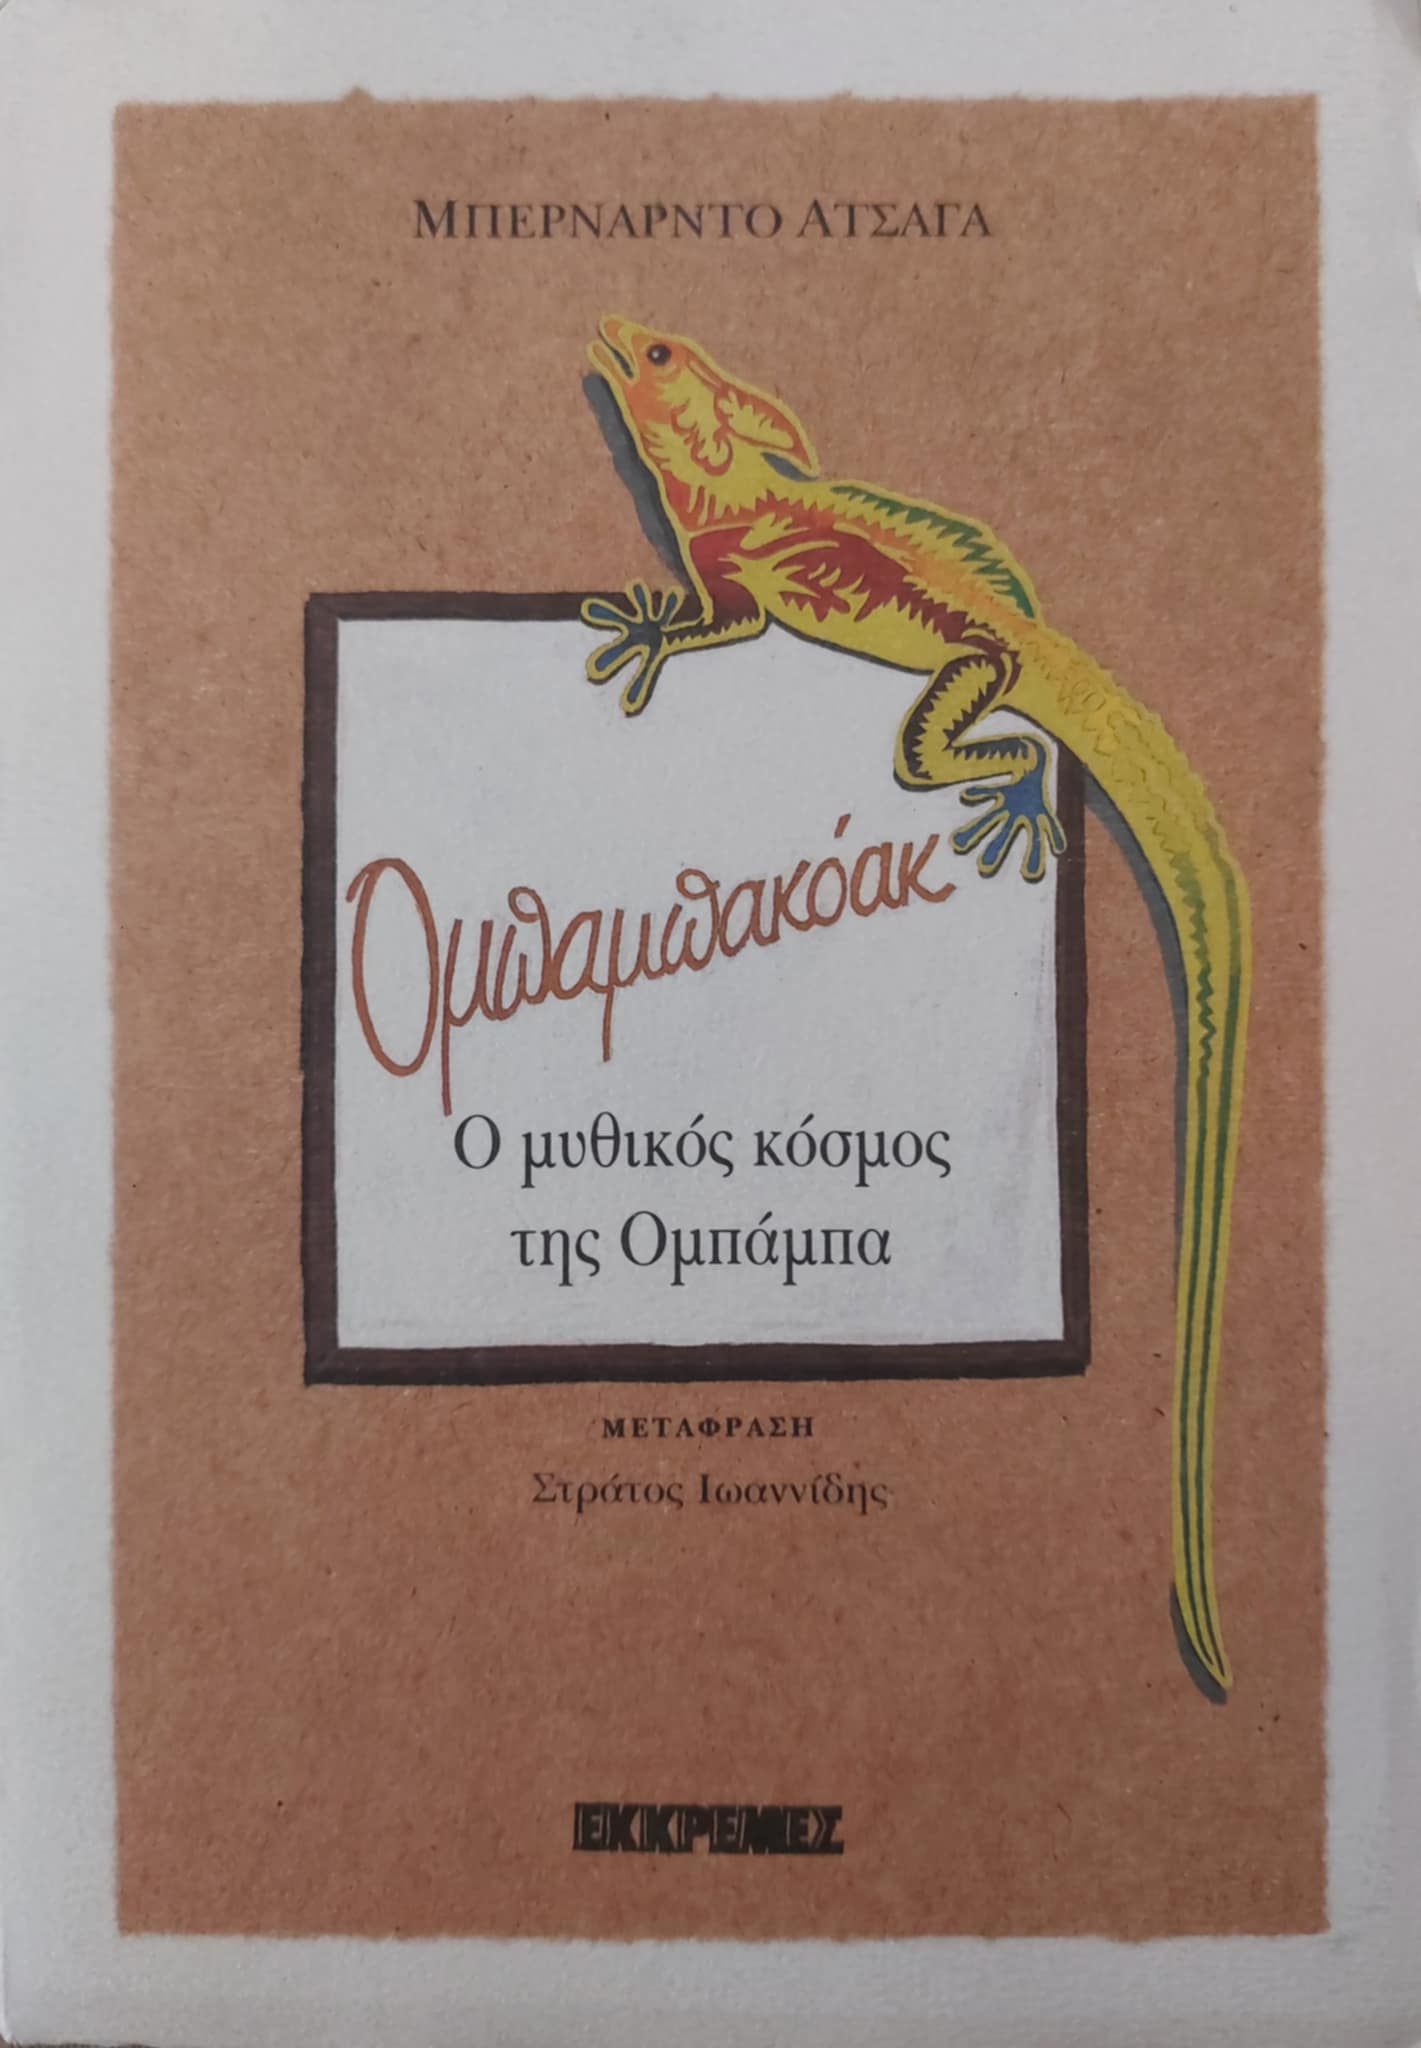 ΜΠΕΡΝΑΡΝΤΟ ΑΤΣΑΓΑ
Ομπαμπακόακ
Ο μυθικός κόσμος
της Ομπάμπα
ΜΕΤΑΦΡΑΣΗ
Στράτος Ιωαννίδης
ΕΚΚΡΕΜΕΣ